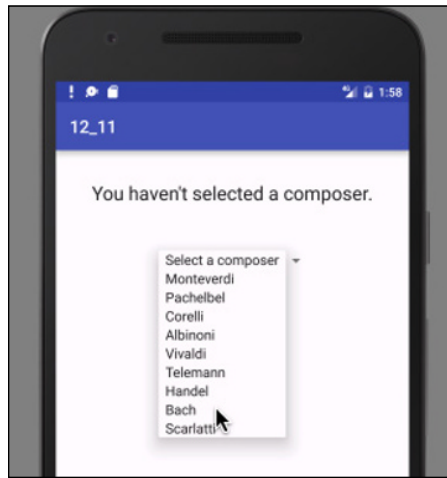 1:58
12_11
You haven't selected a composer.
Select a composer
Monteverdi
Pachelbel
Corelli
Albinoni
Vivaldi
Telemann
Handel
Bach
Scarlatti